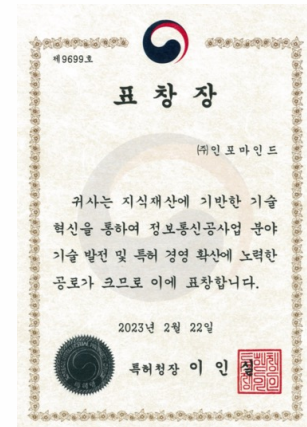 제9699호
표 창 장
㈜인포마인드
귀사는 지식재산에 기반한 기술
혁신을 통하여 정보통신공사업 분야
기술 발전 및 특허 경영 확산에 노력한
공로가 크므로 이에 표창합니다.
2023년 2월 22일
특허청장 이 인 실